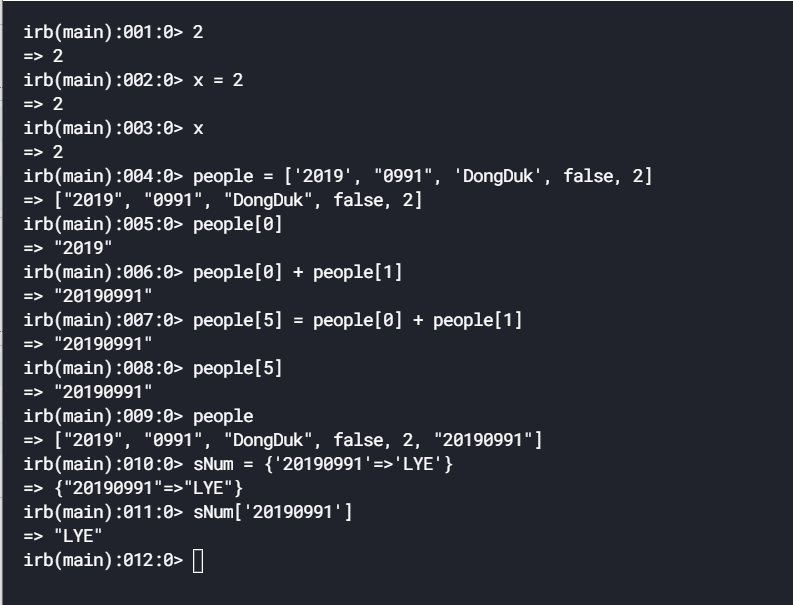 irb(main):001:0> 2
=> 2
irb(main):002:0> x = 2
=> 2
irb(main):003:0> x
=> 2
irb(main):004:0> people = ['2019', "0991", 'DongDuk', false, 2]
=> ["2019", "0991", "DongDuk", false, 2]
irb(main):005:0> people[0]
=> "2019"
irb(main):006:0> people[0] + people[1]
=> "20190991"
irb(main):007:0> people[5] = people[0] + people[1]
=> "20190991"
irb(main):008:0> people[5]
=> "20190991"
irb(main):009:0> people
=> ["2019", "0991", "DongDuk", false, 2, "20190991"]
irb(main):010:0> sNum = {'20190991'=>'LYE'}
=> {"20190991"=>"LYE"}
irb(main):011:0> sNum['20190991']
=> "LYE"
irb(main):012:0>